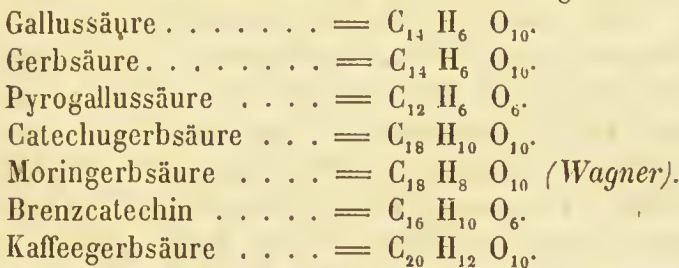 Gallussäure . . . . . . . = C₁₄ H₆ O₁₀.
Gerbsäure . . . . . . . . = C₁₄ H₆ O₁₀.
Pyrogallussäure . . . . = C₁₂ H₆ O₆.
Catechugerbsäure . . . = C₁₈ H₁₀ O₁₀.
Moringerbsäure . . . . = C₁₈ H₈ O₁₀ (Wagner).
Brenzcatechin . . . . . = C₁₆ H₁₀ O₆.
Kaffeegerbsäure . . . . = C₂₀ H₁₂ O₁₀.